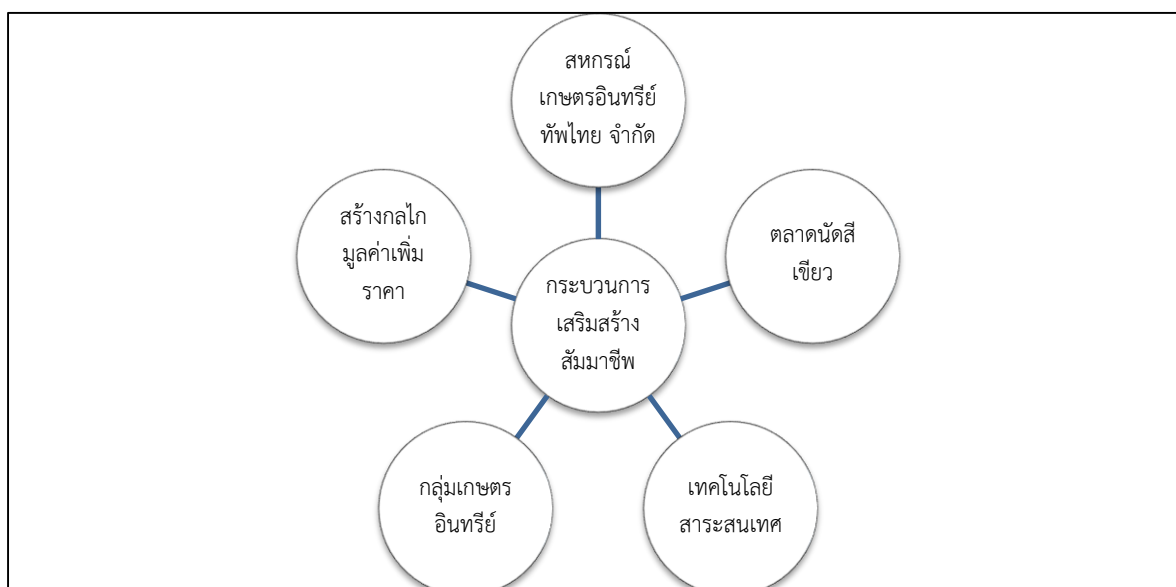 สหกรณ์
เกษตรอินทรีย์
ทัพไทย จำกัด
ตลาดนัดสี
เขียว
เทคโนโลยี
สาระสนเทศ
กลุ่มเกษตร
อินทรีย์
สร้างกลไก
มูลค่าเพิ่ม
ราคา
กระบวนการ
เสริมสร้าง
สัมมาชีพ